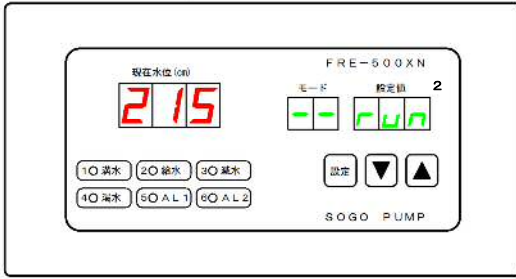 FRE-500XN
現在水位(cm)
モード
設定値
2
215
--
run
1○ 満水
2○ 給水
3○ 減水
4○ 渇水
5○ AL1
6○ AL2
設定
▼
▲
SOGO PUMP